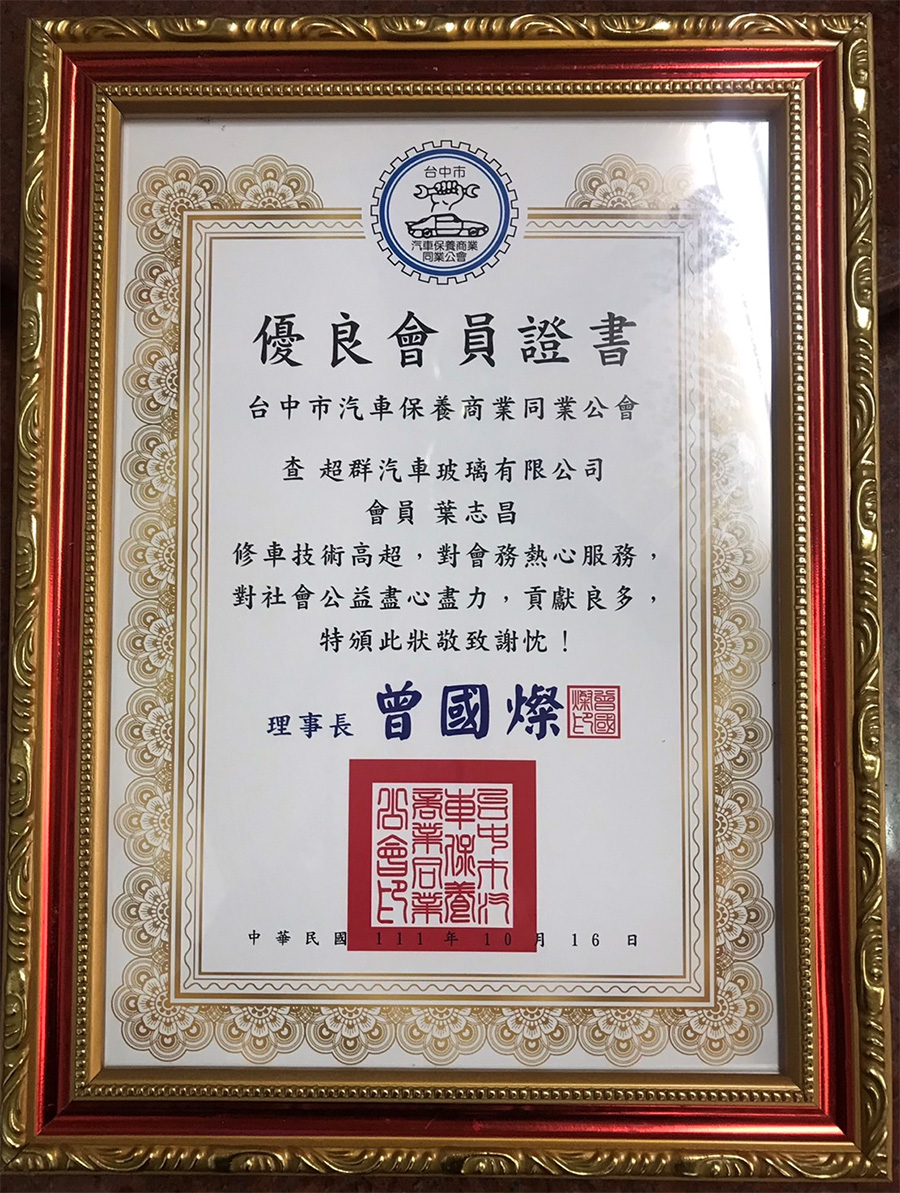 台中市
汽車保養商業
同業公會
優良會員證書
台中市汽車保養商業同業公會
查 超群汽車玻璃有限公司
會員 葉志昌
修車技術高超，對會務熱心服務，
對社會公益盡心盡力，貢獻良多，
特頒此狀敬致謝忱！
理事長 曾國燦
曾國燦印
台中市汽車保養商業同業公會印
中華民國 111 年 10 月 16 日